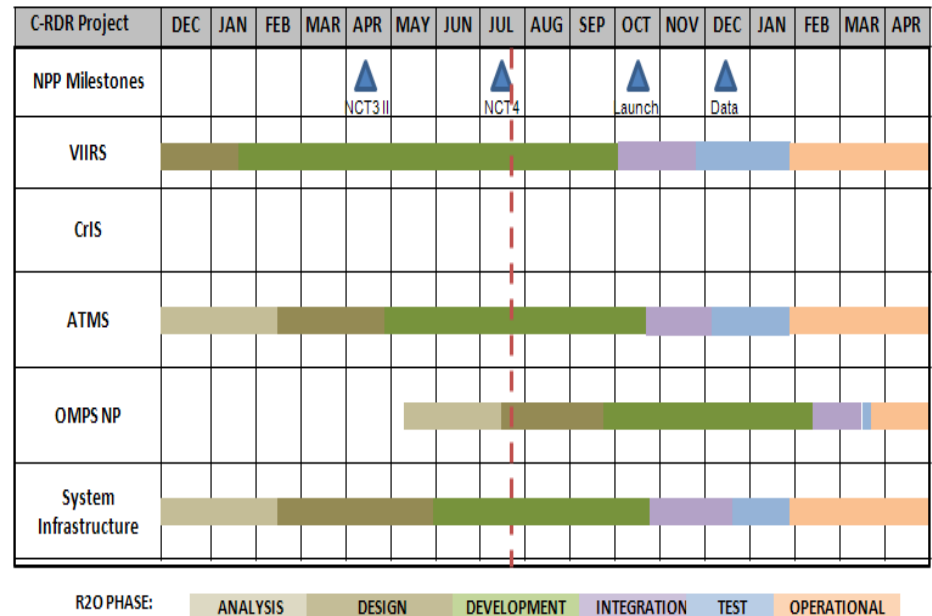 C-RDR Project DEC JAN FEB MAR APR MAY JUN JUL AUG SEP OCT NOV DEC JAN FEB MAR APR
NPP Milestones
NCT3 II NCT4 Launch Data
VIIRS
CrIS
ATMS
OMPS NP
System
Infrastructure
R2O PHASE: ANALYSIS DESIGN DEVELOPMENT INTEGRATION TEST OPERATIONAL